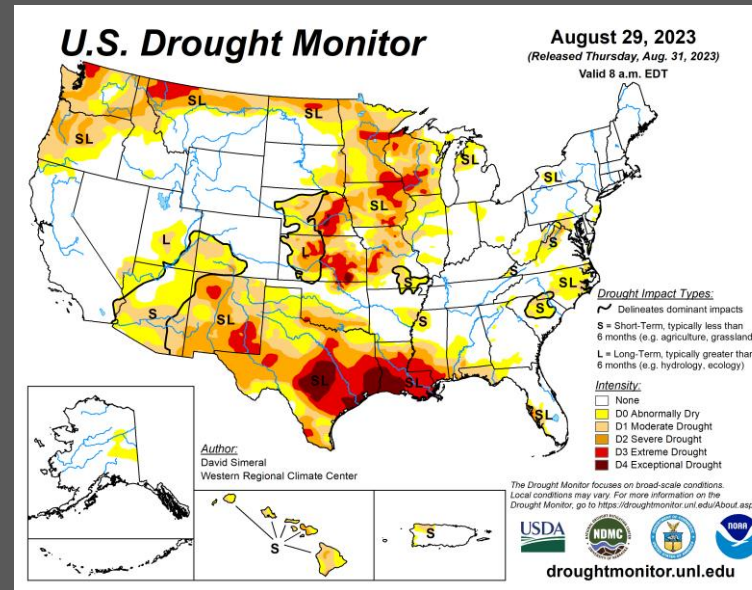 U.S. Drought Monitor
August 29, 2023
(Released Thursday, Aug. 31, 2023)
Valid 8 a.m. EDT
SL
SL
SL
SL
SL
SL
L
L
S
S
S
SL
S
SL
S
S
SL
SL
SL
Drought Impact Types:
Delineates dominant impacts
S = Short-Term, typically less than
6 months (e.g. agriculture, grassland
L = Long-Term, typically greater than
6 months (e.g. hydrology, ecology)
Intensity:
None
D0 Abnormally Dry
D1 Moderate Drought
D2 Severe Drought
D3 Extreme Drought
D4 Exceptional Drought
Author:
David Simeral
Western Regional Climate Center
S
S
The Drought Monitor focuses on broad-scale conditions.
Local conditions may vary. For more information on the
Drought Monitor, go to https://droughtmonitor.unl.edu/About.asp
USDA
NDMC
NOAA
droughtmonitor.unl.edu